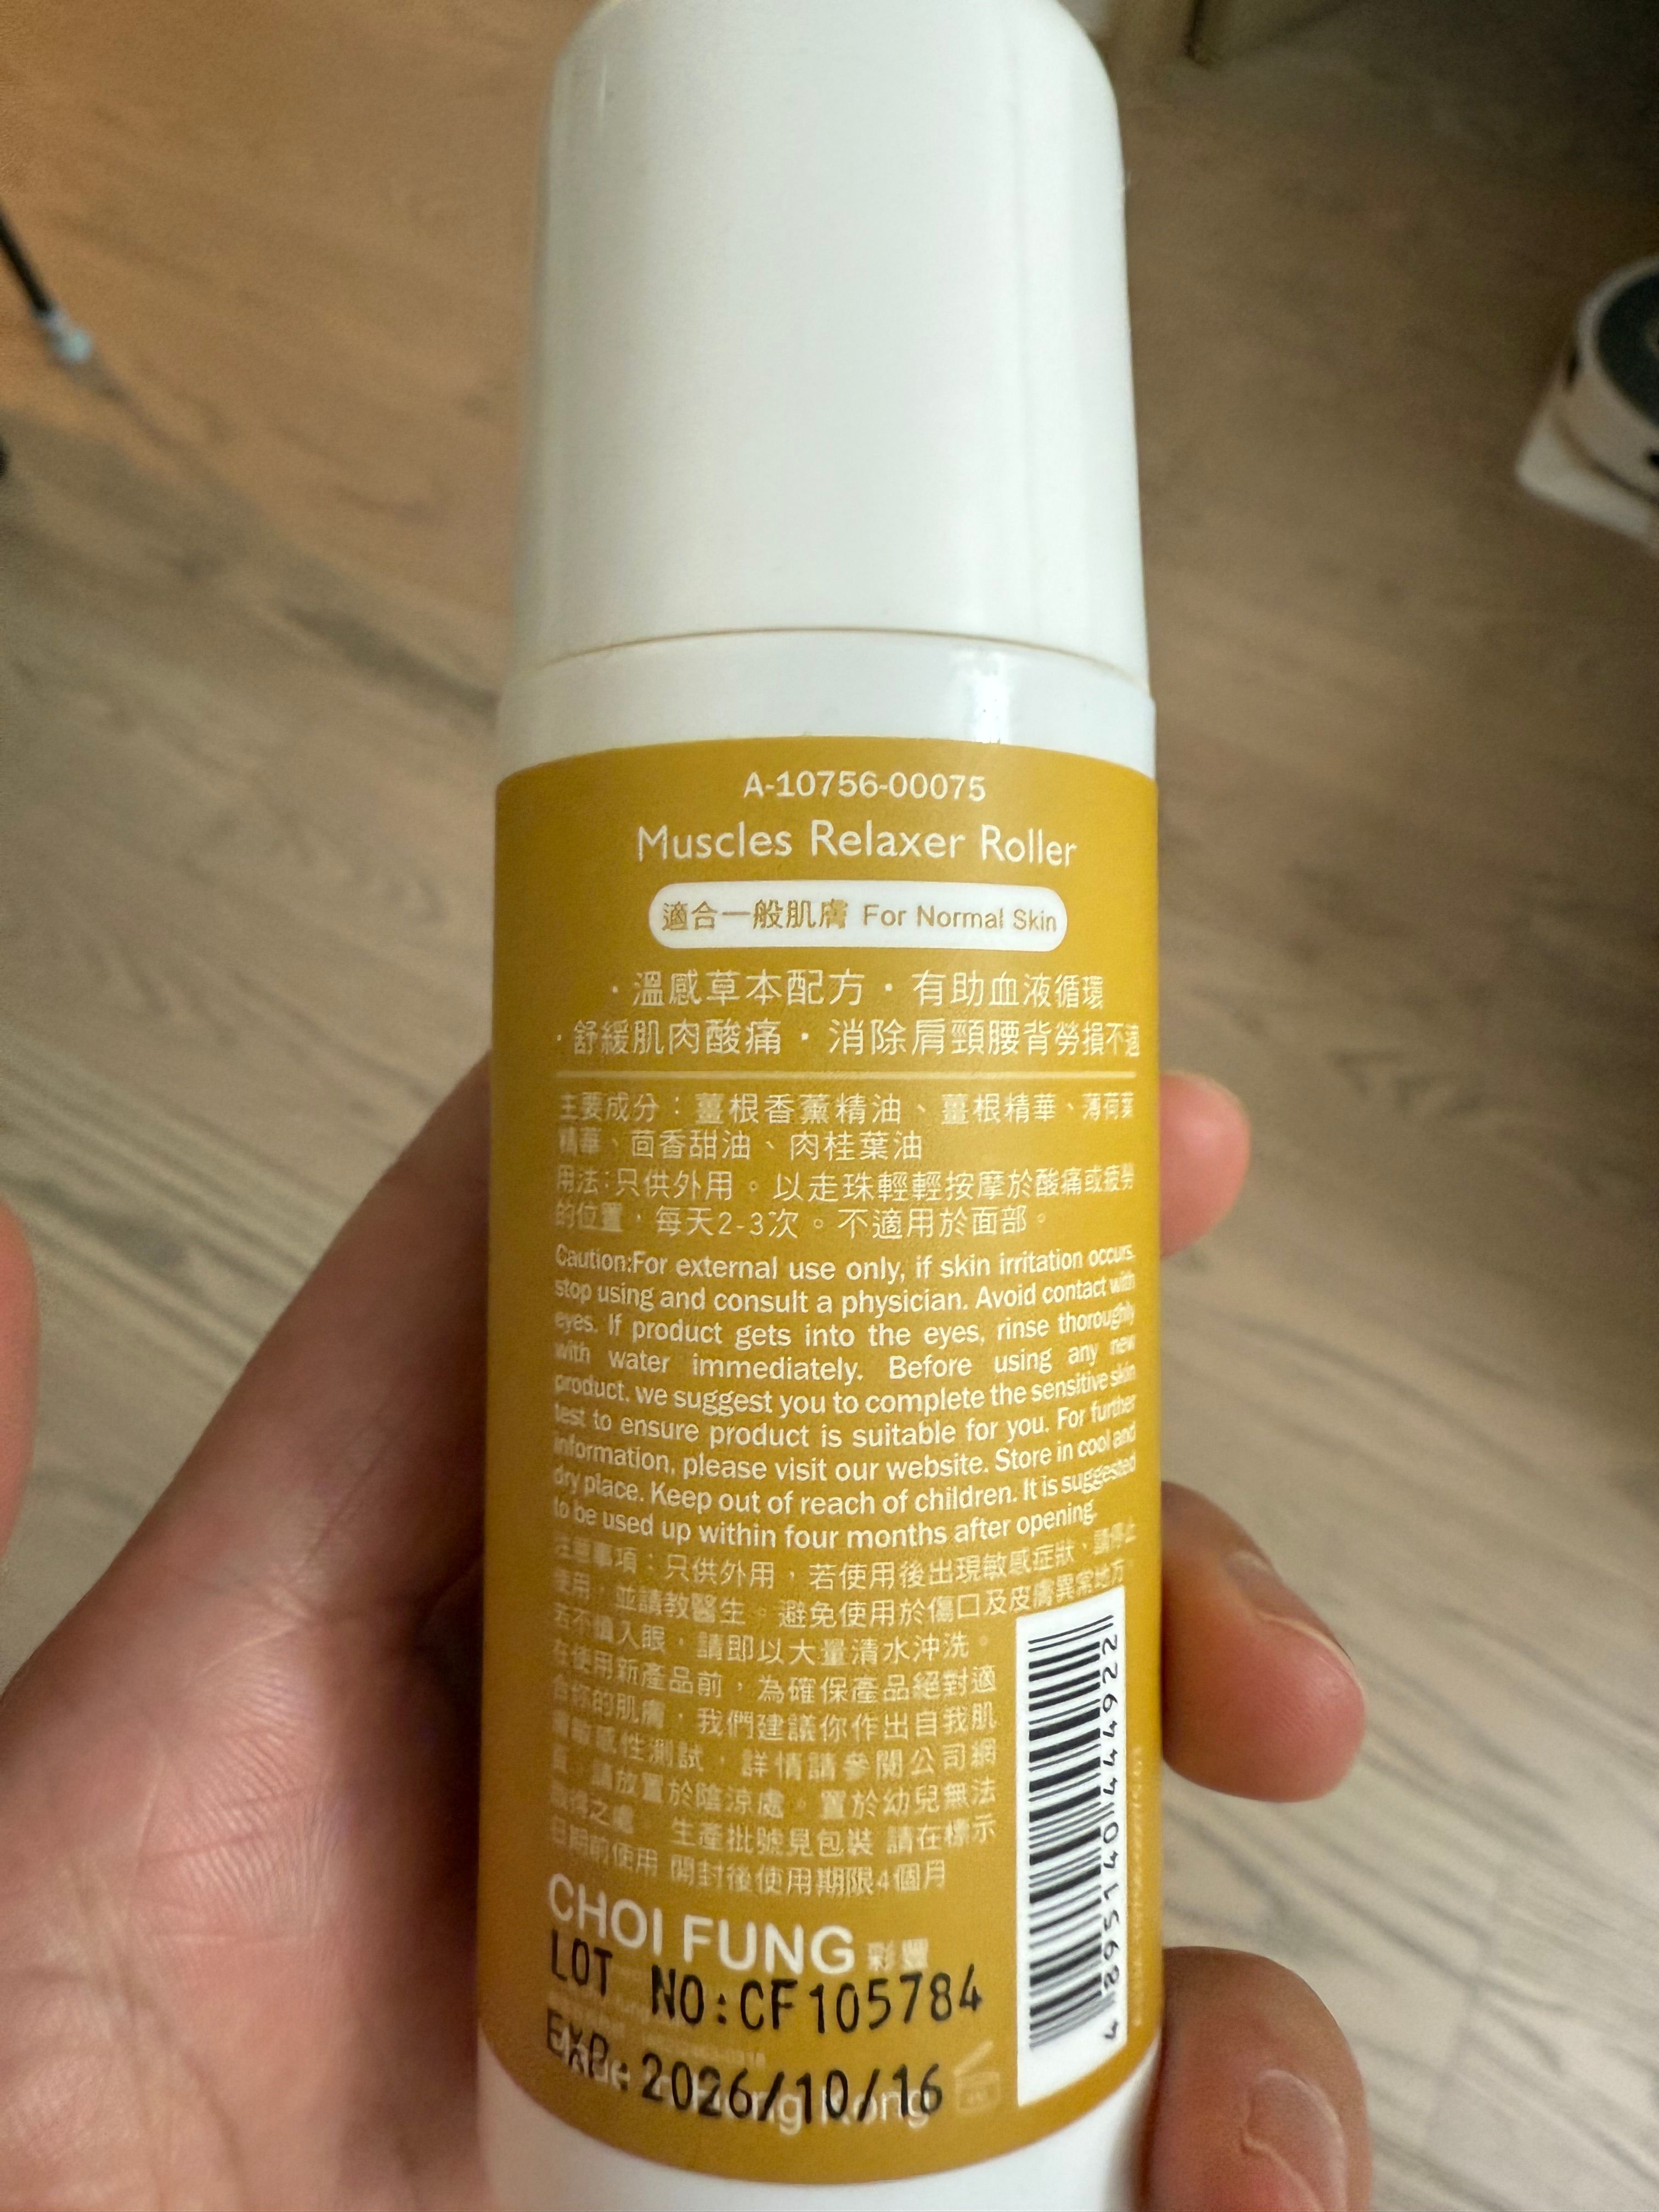 A-10756-00075
Muscles Relaxer Roller
適合一般肌膚 For Normal Skin
·溫感草本配方·有助血液循環
·舒緩肌肉酸痛·消除肩頸腰背勞損不適
主要成分：薑根香薰精油、薑根精華、薄荷葉
精華、茴香甜油、肉桂葉油
用法:只供外用。以走珠輕輕按摩於酸痛或疲勞
的位置，每天2-3次。不適用於面部。
Caution:For external use only, if skin irritation occurs,
stop using and consult a physician. Avoid contact with
eyes. If product gets into the eyes, rinse thoroughly
with water immediately. Before using any new
product, we suggest you to complete the sensitive skin
test to ensure product is suitable for you. For further
information, please visit our website. Store in cool and
dry place. Keep out of reach of children. It is suggested
to be used up within four months after opening.
注意事項：只供外用，若使用後出現敏感症狀，請停止
使用，並請教醫生。避免使用於傷口及皮膚異常地方。
若不慎入眼，請即以大量清水沖洗。
在使用新產品前，為確保產品絕對適
合你的肌膚，我們建議你作出自我肌
膚敏感性測試，詳情請參閱公司網
頁。請放置於陰涼處。置於幼兒無法
取得之處。生產批號見包裝 請在標示
日期前使用 開封後使用期限4個月
CHOI FUNG 彩豐
LOT NO:CF105784
EXP.:2026/10/16
Hong Kong
4 895140 444922